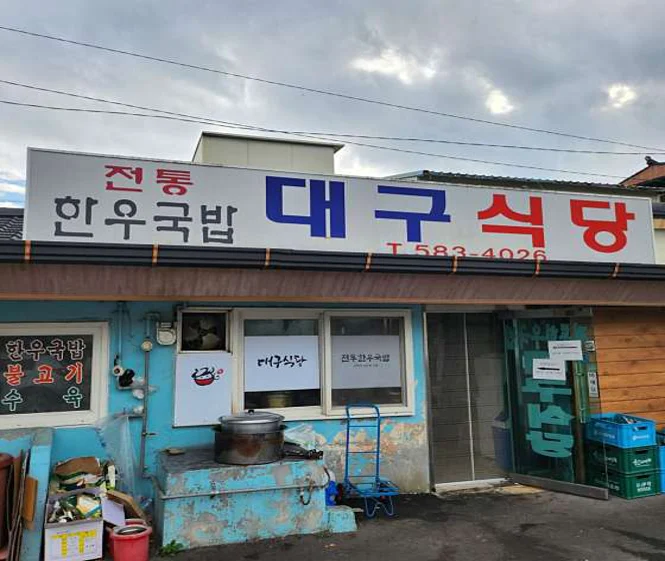 전통
한우국밥
대구식당
T.583-4026
한우국밥
불고기
수육
대구식당
전통한우국밥